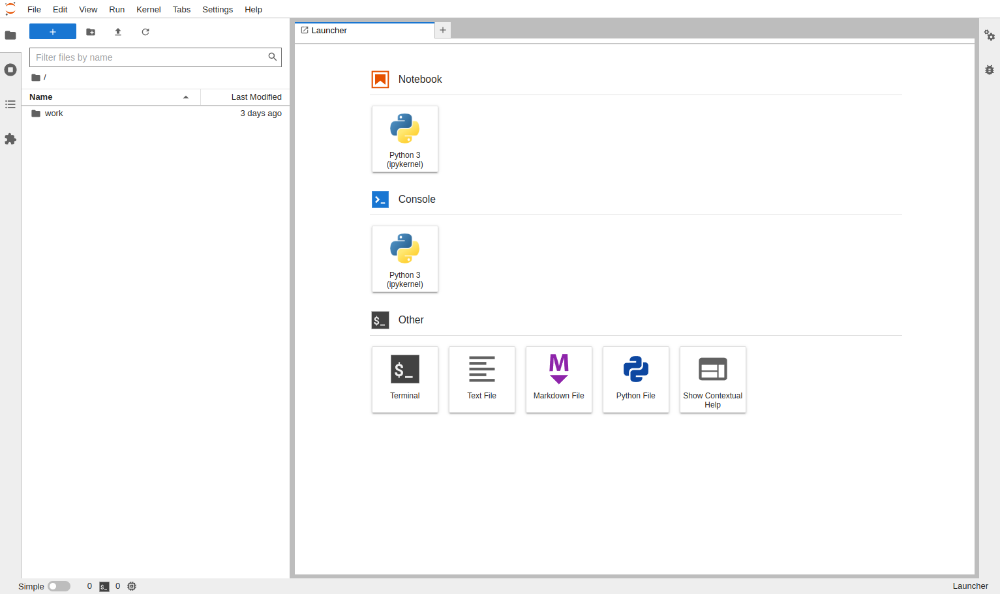 File Edit View Run Kernel Tabs Settings Help
Filter files by name
/
Name Last Modified
work 3 days ago
Launcher
Notebook
Python 3
(ipykernel)
Console
Python 3
(ipykernel)
$_ Other
$_
Terminal
Text File
M
Markdown File
Python File
Show Contextual
Help
Simple 0 $_ 0 Launcher